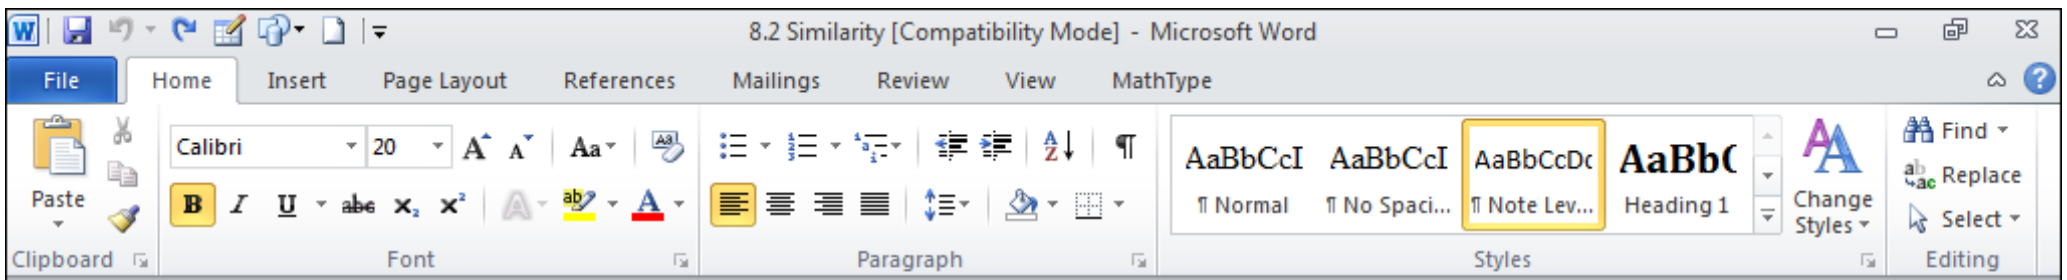 8.2 Similarity [Compatibility Mode] - Microsoft Word
File Home Insert Page Layout References Mailings Review View MathType
Calibri 20 Aa
Paste
B I U abc X₂ X²
AaBbCcI AaBbCcI AaBbCcDc AaBb(
¶ Normal ¶ No Spaci... ¶ Note Lev... Heading 1
Change Styles
Find
Replace
Select
Clipboard Font Paragraph Styles Editing